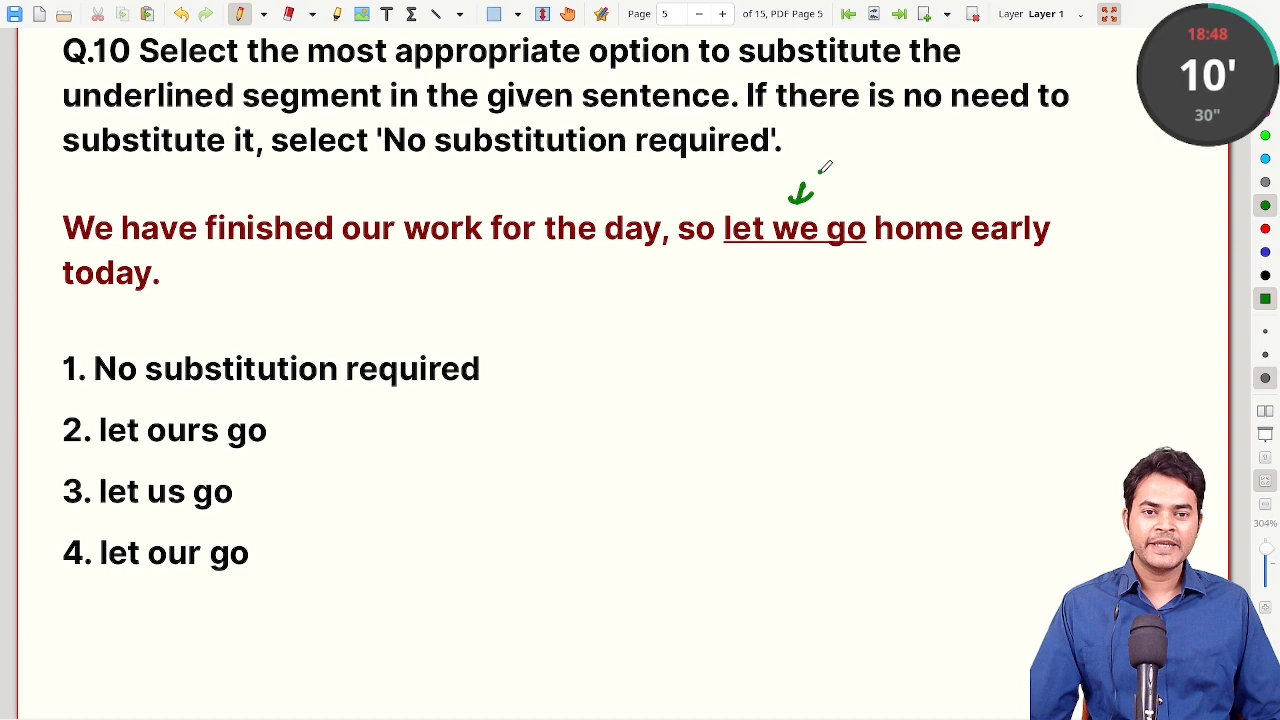 Page 5 of 15, PDF Page 5 Layer Layer 1
18:48
10'
30"
Q.10 Select the most appropriate option to substitute the
underlined segment in the given sentence. If there is no need to
substitute it, select 'No substitution required'.
We have finished our work for the day, so let we go home early
today.
1. No substitution required
2. let ours go
3. let us go
4. let our go
304%